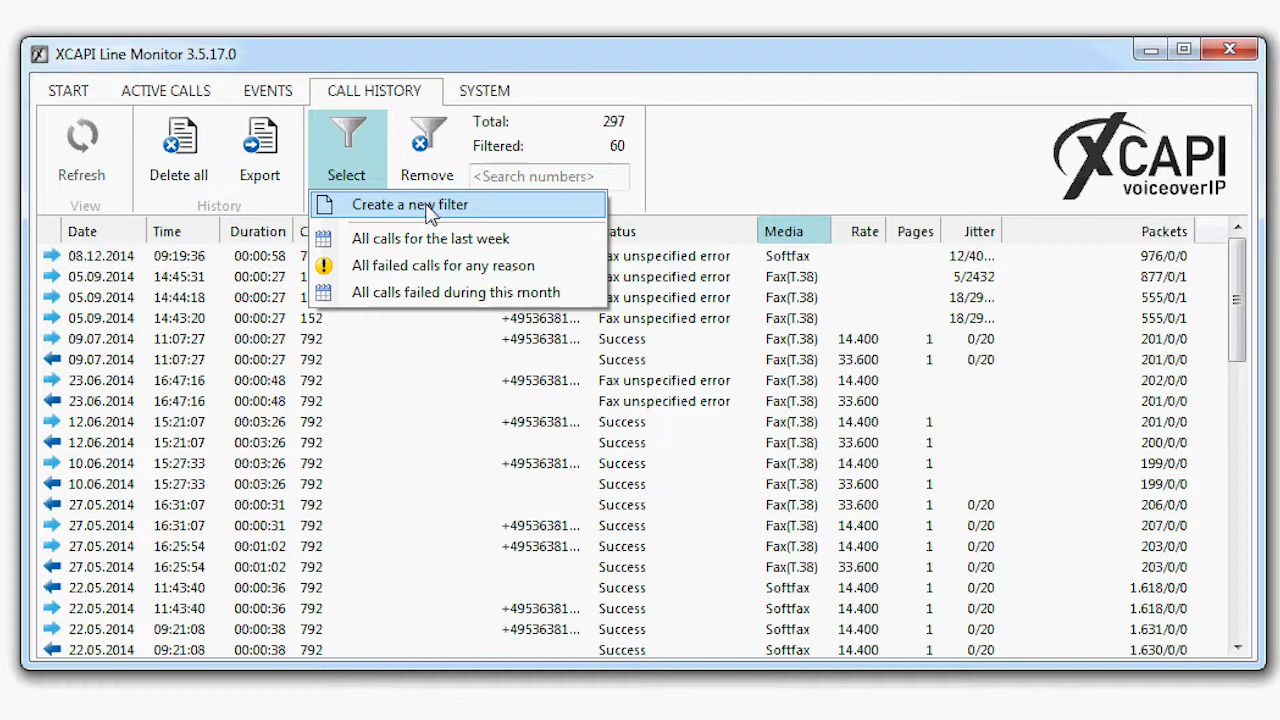 XCAPI Line Monitor 3.5.17.0
START ACTIVE CALLS EVENTS CALL HISTORY SYSTEM
Refresh Delete all Export Select Remove
Total: 297
Filtered: 60
<Search numbers>
View History
XCAPI
voiceoverIP
Create a new filter
All calls for the last week
All failed calls for any reason
All calls failed during this month
Date Time Duration Media Rate Pages Jitter Packets
08.12.2014 09:19:36 00:00:58 unspecified error Softfax 12/40... 976/0/0
05.09.2014 14:45:31 00:00:27 unspecified error Fax(T.38) 5/2432 877/0/1
05.09.2014 14:44:18 00:00:27 unspecified error Fax(T.38) 18/29... 555/0/1
05.09.2014 14:43:20 00:00:27 152 +49536381... Fax unspecified error Fax(T.38) 18/29... 555/0/1
09.07.2014 11:07:27 00:00:27 792 +49536381... Success Fax(T.38) 14.400 1 0/20 201/0/0
09.07.2014 11:07:27 00:00:27 792 Success Fax(T.38) 33.600 1 0/20 201/0/0
23.06.2014 16:47:16 00:00:48 792 +49536381... Fax unspecified error Fax(T.38) 14.400 202/0/0
23.06.2014 16:47:16 00:00:48 792 Fax unspecified error Fax(T.38) 33.600 201/0/0
12.06.2014 15:21:07 00:03:26 792 +49536381... Success Fax(T.38) 14.400 1 201/0/0
12.06.2014 15:21:07 00:03:26 792 Success Fax(T.38) 33.600 1 200/0/0
10.06.2014 15:27:33 00:03:26 792 +49536381... Success Fax(T.38) 14.400 1 199/0/0
10.06.2014 15:27:33 00:03:26 792 Success Fax(T.38) 33.600 1 199/0/0
27.05.2014 16:31:07 00:00:31 792 Success Fax(T.38) 33.600 1 0/20 206/0/0
27.05.2014 16:31:07 00:00:31 792 +49536381... Success Fax(T.38) 14.400 1 0/20 207/0/0
27.05.2014 16:25:54 00:01:02 792 +49536381... Success Fax(T.38) 14.400 1 0/20 203/0/0
27.05.2014 16:25:54 00:01:02 792 Success Fax(T.38) 33.600 1 0/20 203/0/0
22.05.2014 11:43:40 00:00:36 792 Success Softfax 14.400 1 0/20 1.618/0/0
22.05.2014 11:43:40 00:00:36 792 +49536381... Success Softfax 14.400 1 0/20 1.618/0/0
22.05.2014 09:21:08 00:00:38 792 +49536381... Success Softfax 14.400 1 0/20 1.631/0/0
22.05.2014 09:21:08 00:00:38 792 Success Softfax 14.400 1 0/20 1.630/0/0